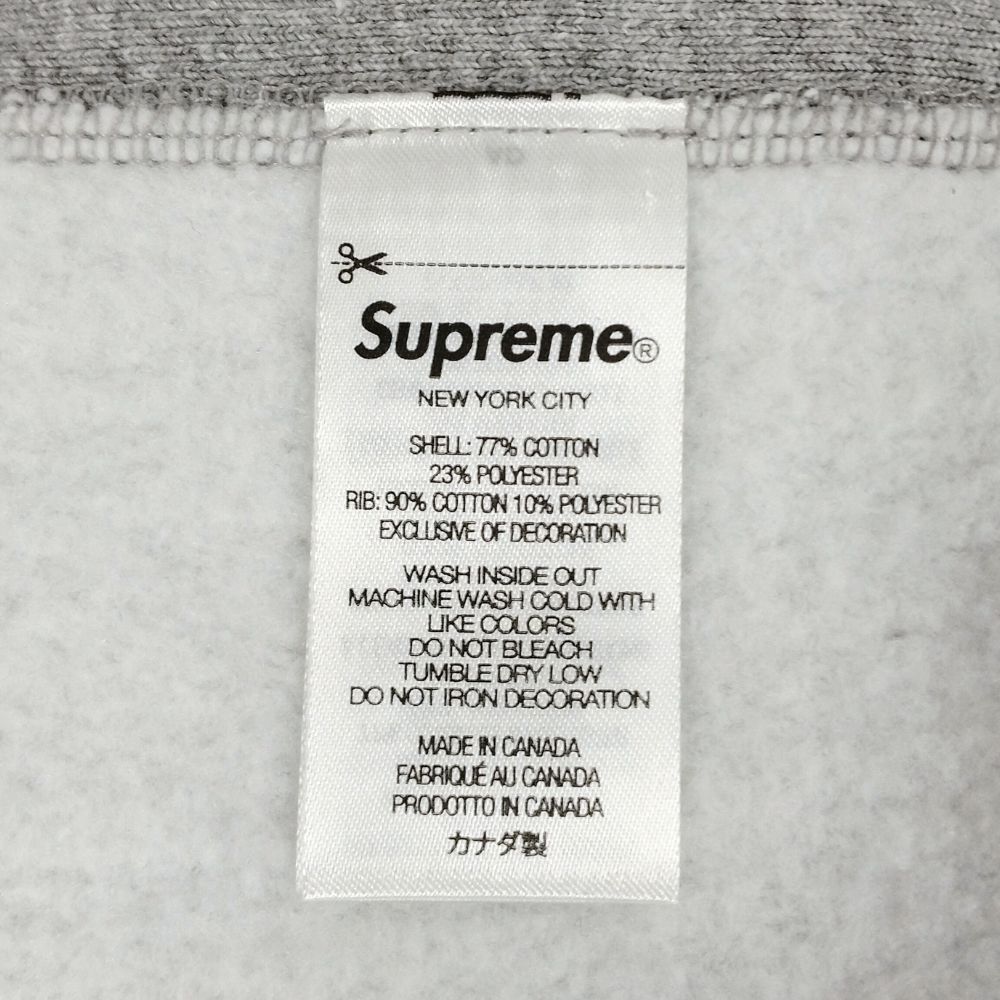 Supreme®
NEW YORK CITY
SHELL: 77% COTTON
23% POLYESTER
RIB: 90% COTTON 10% POLYESTER
EXCLUSIVE OF DECORATION
WASH INSIDE OUT
MACHINE WASH COLD WITH
LIKE COLORS
DO NOT BLEACH
TUMBLE DRY LOW
DO NOT IRON DECORATION
MADE IN CANADA
FABRIQUÉ AU CANADA
PRODOTTO IN CANADA
カナダ製